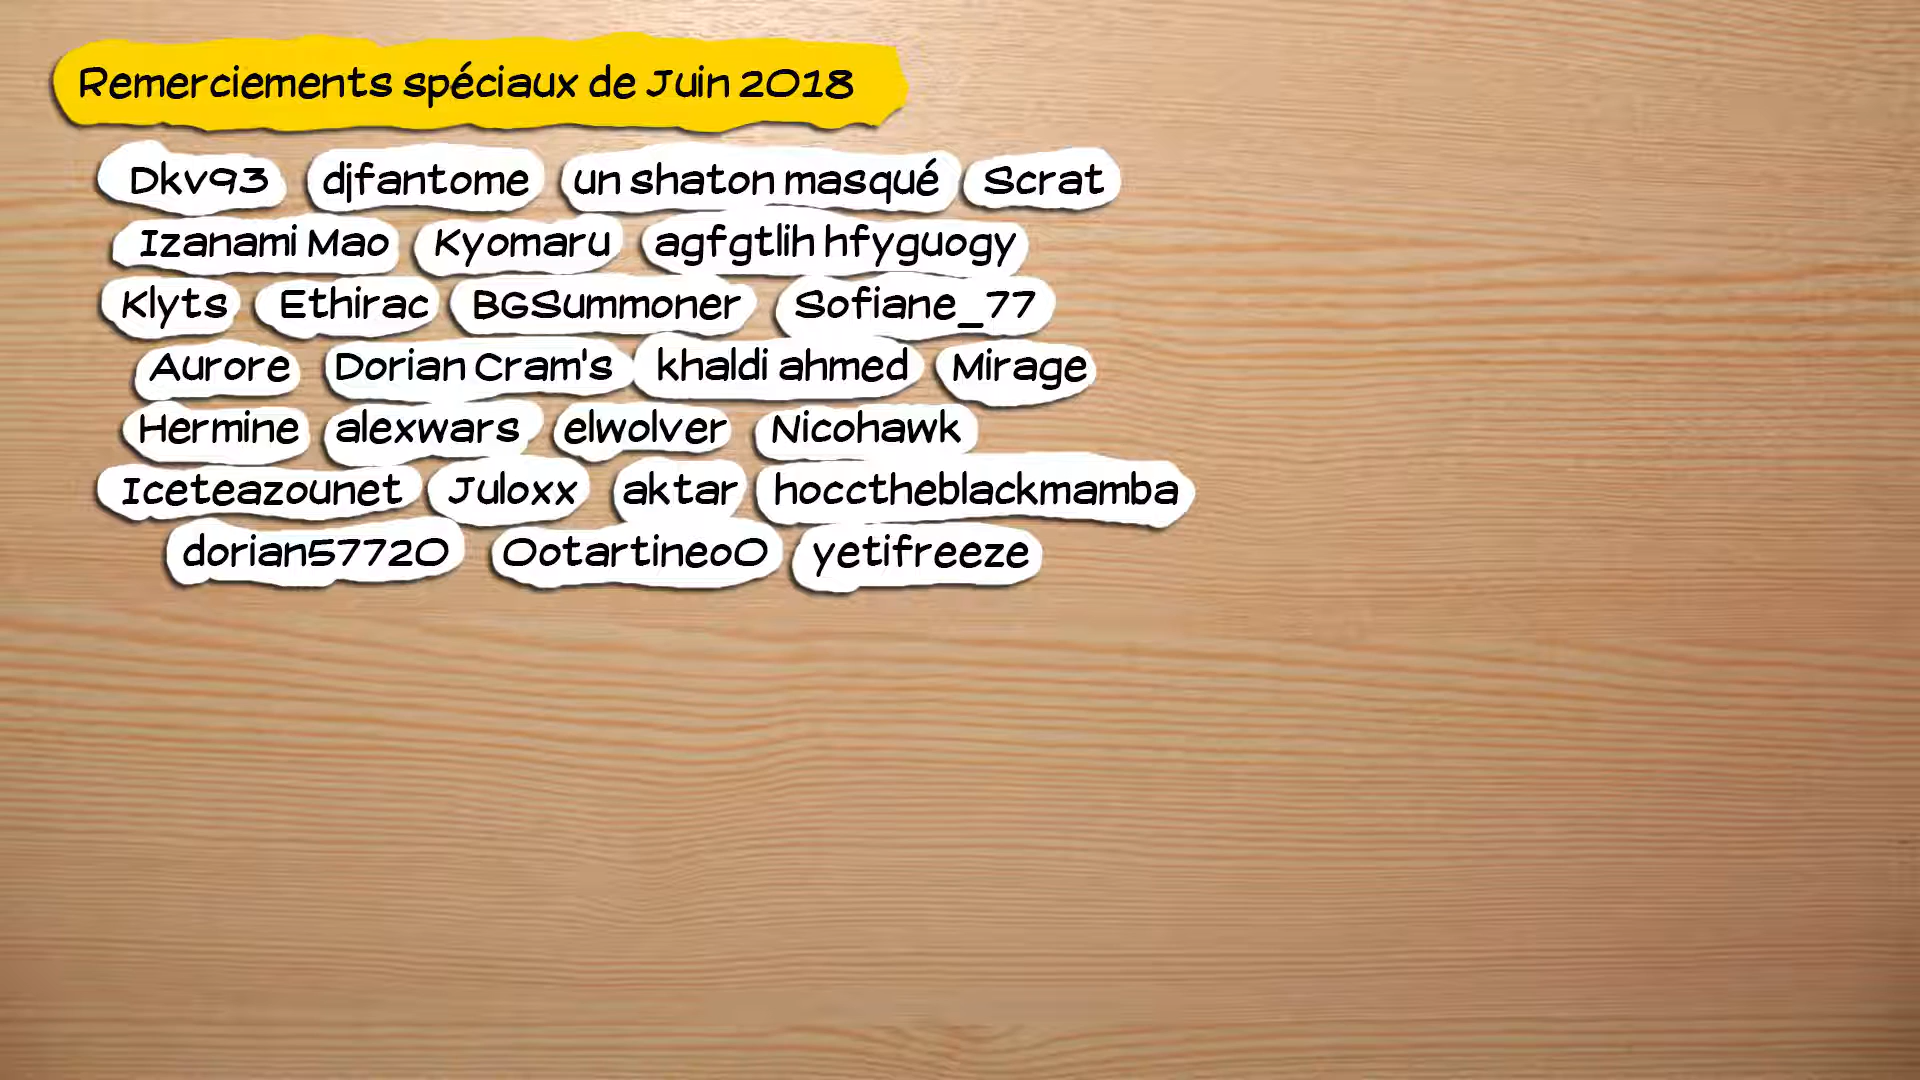 Remerciements spéciaux de Juin 2018
Dkv93 djfantome un shaton masqué Scrat
Izanami Mao Kyomaru agfgtllh hfyguogy
Klyts Ethirac BGSummoner Sofiane_77
Aurore Dorian Cram's khaldi ahmed Mirage
Hermine alexwars elwolver Nicohawk
Iceteazounet Juloxx aktar hocctheblackmamba
dorian57720 OotartineoO yetifreeze